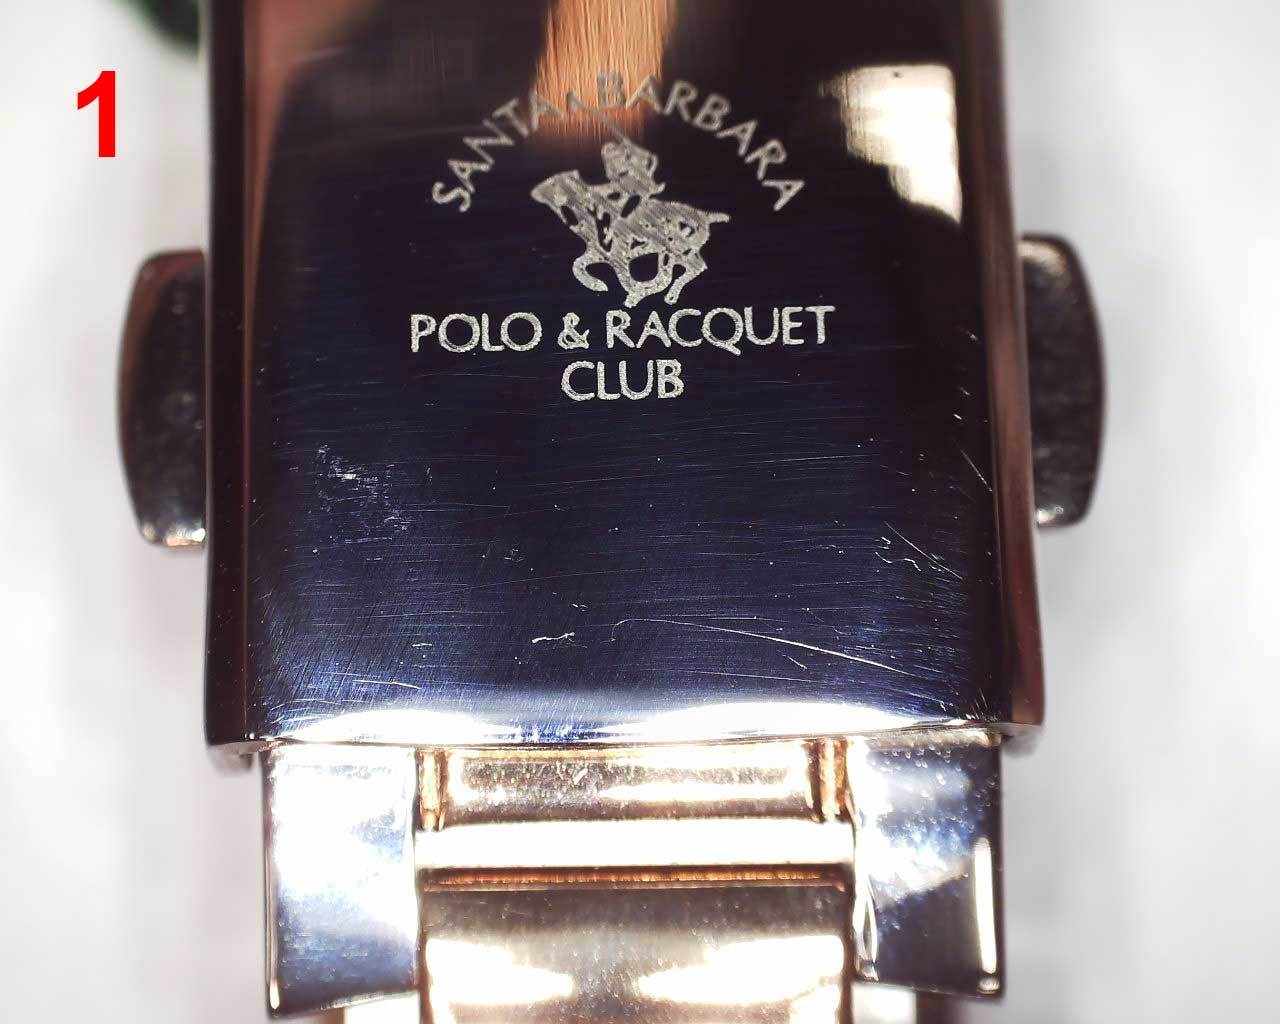 1
SANTA BARBARA
POLO & RACQUET
CLUB